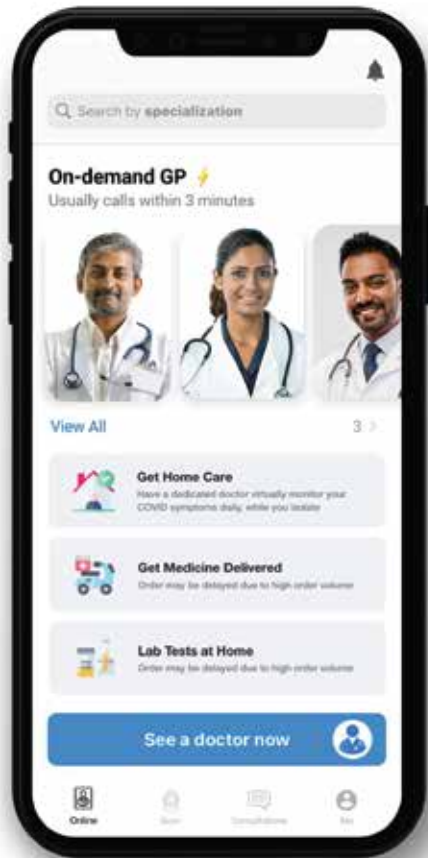 Search by specialization
On-demand GP ⚡
Usually calls within 3 minutes
View All
3 >
Get Home Care
Have a dedicated doctor virtually monitor your
COVID symptoms daily, while you isolate
Get Medicine Delivered
Order may be delayed due to high order volume
Lab Tests at Home
Order may be delayed due to high order volume
See a doctor now
Online
Consultations
Me